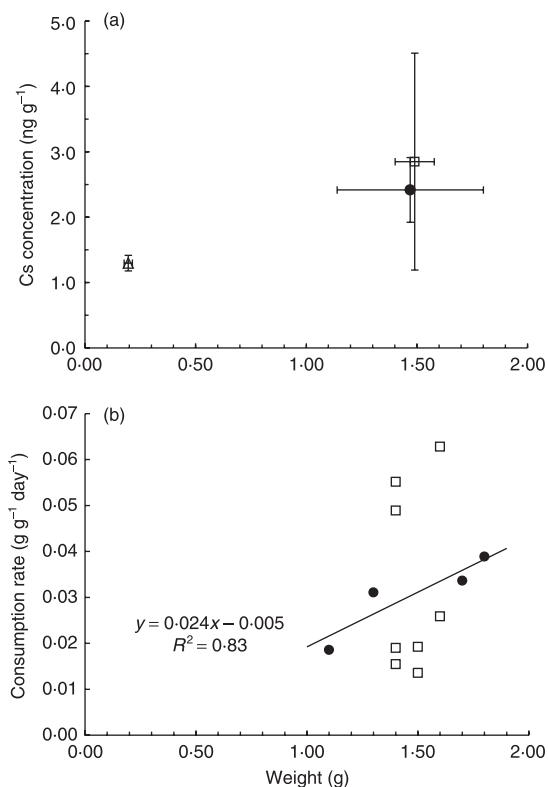 (a)
5·0
4·0
3·0
2·0
1·0
0·0
Cs concentration (ng g⁻¹)
0·00 0·50 1·00 1·50 2·00
(b)
0·07
0·06
0·05
0·04
0·03
0·02
0·01
0·00
Consumption rate (g g⁻¹ day⁻¹)
y = 0·024x – 0·005
R² = 0·83
0·00 0·50 1·00 1·50 2·00
Weight (g)